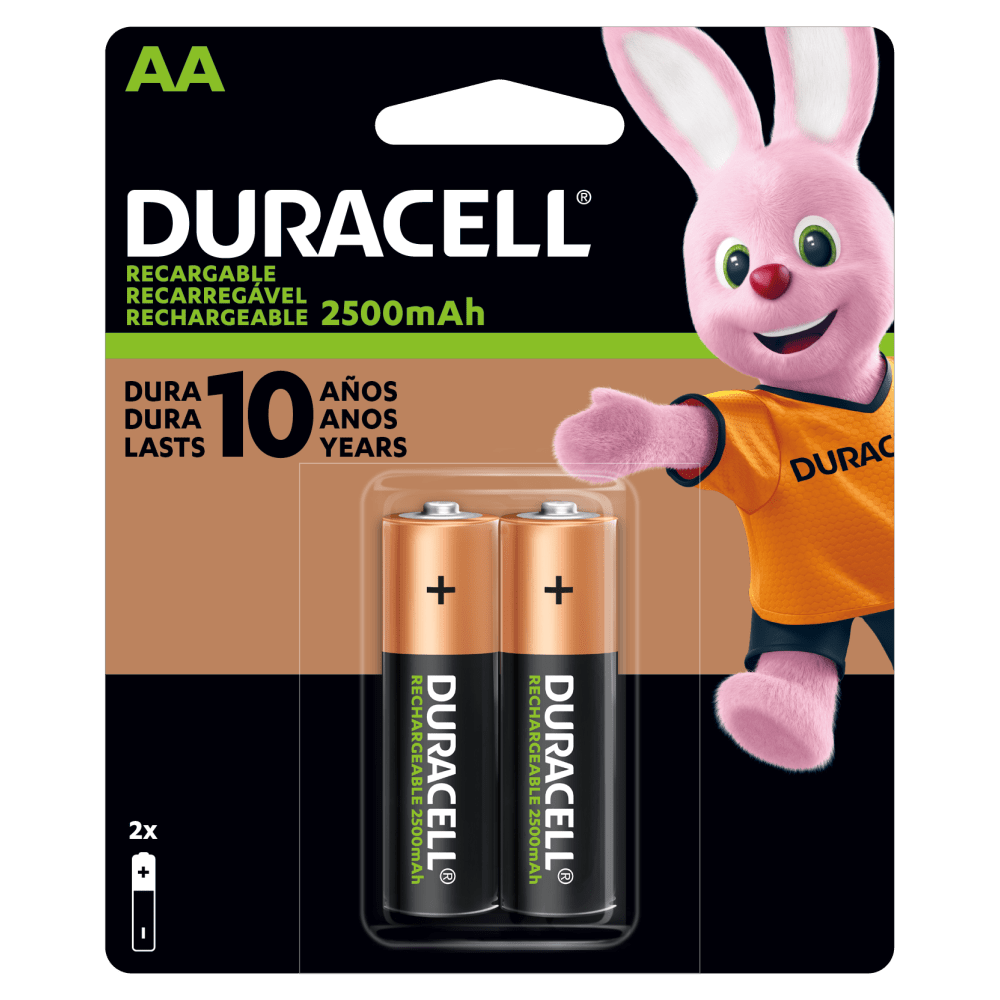 AA
DURACELL®
RECARGABLE
RECARREGÁVEL
RECHARGEABLE 2500mAh
DURA 10 AÑOS
DURA ANOS
LASTS YEARS
DURAC
+
+
DURACELL®
RECHARGEABLE 2500mAh
DURACELL®
RECHARGEABLE 2500mAh
2x
+
-